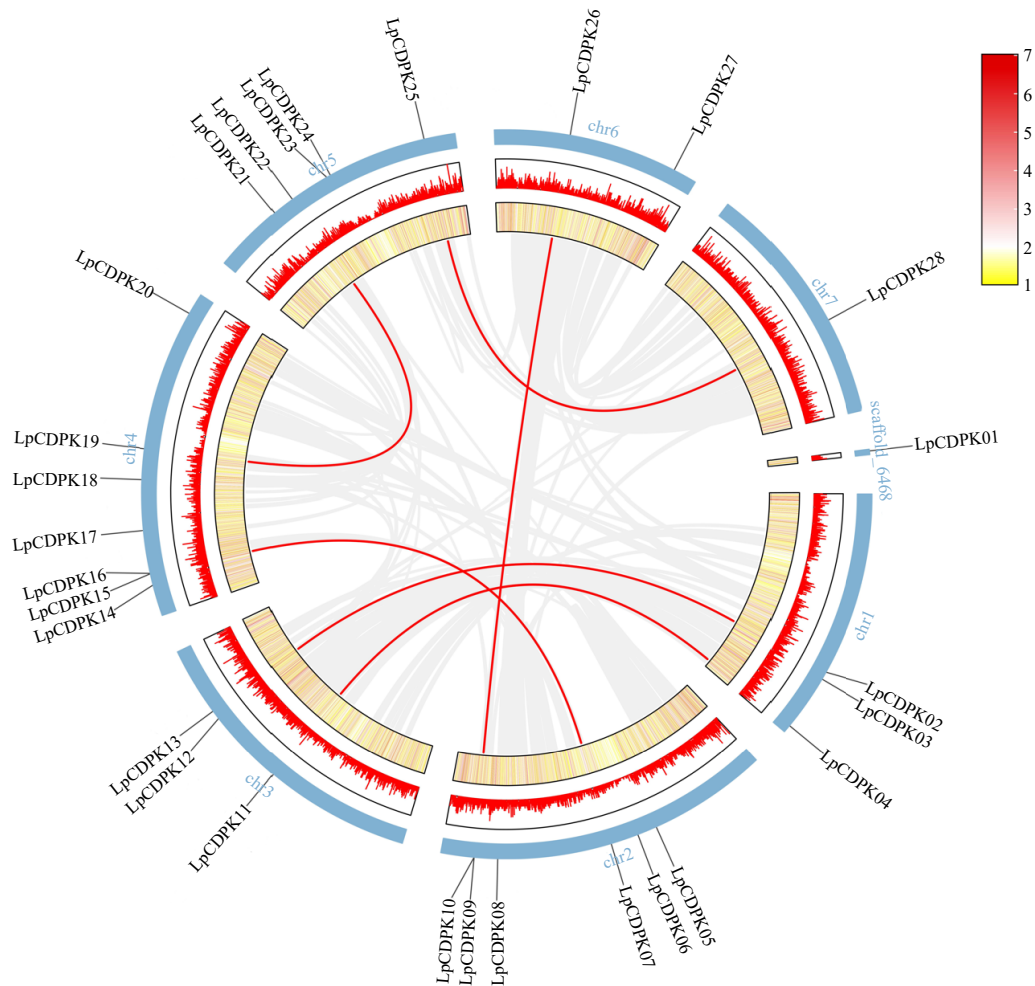 LpCDPK26
LpCDPK27
LpCDPK25
LpCDPK24
LpCDPK23
LpCDPK22
LpCDPK21
chr5
chr6
7
6
5
4
3
2
1
LpCDPK28
chr7
LpCDPK20
scaffold_6468
LpCDPK01
LpCDPK19
chr4
LpCDPK18
LpCDPK17
LpCDPK16
LpCDPK15
LpCDPK14
chr1
LpCDPK02
LpCDPK03
LpCDPK04
LpCDPK13
LpCDPK12
chr3
LpCDPK11
chr2
LpCDPK10
LpCDPK09
LpCDPK08
LpCDPK07
LpCDPK06
LpCDPK05